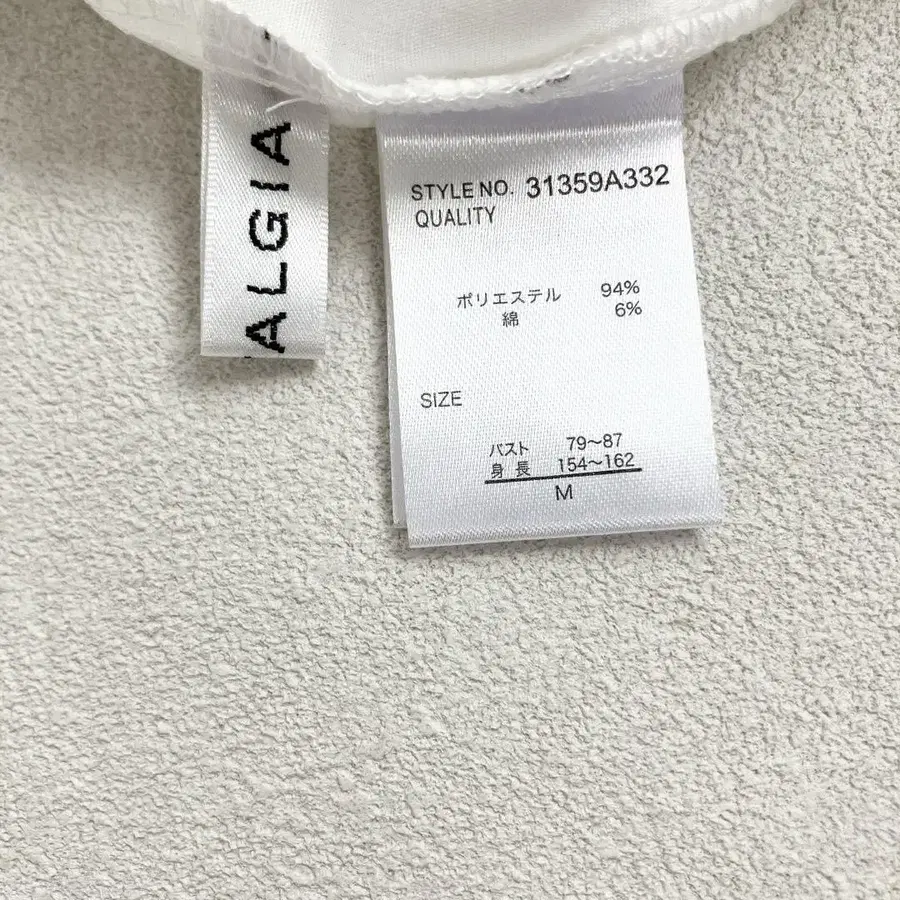 ALGIA
STYLE NO. 31359A332
QUALITY
ポリエステル 94%
綿 6%
SIZE
バスト 79～87
身長 154～162
M